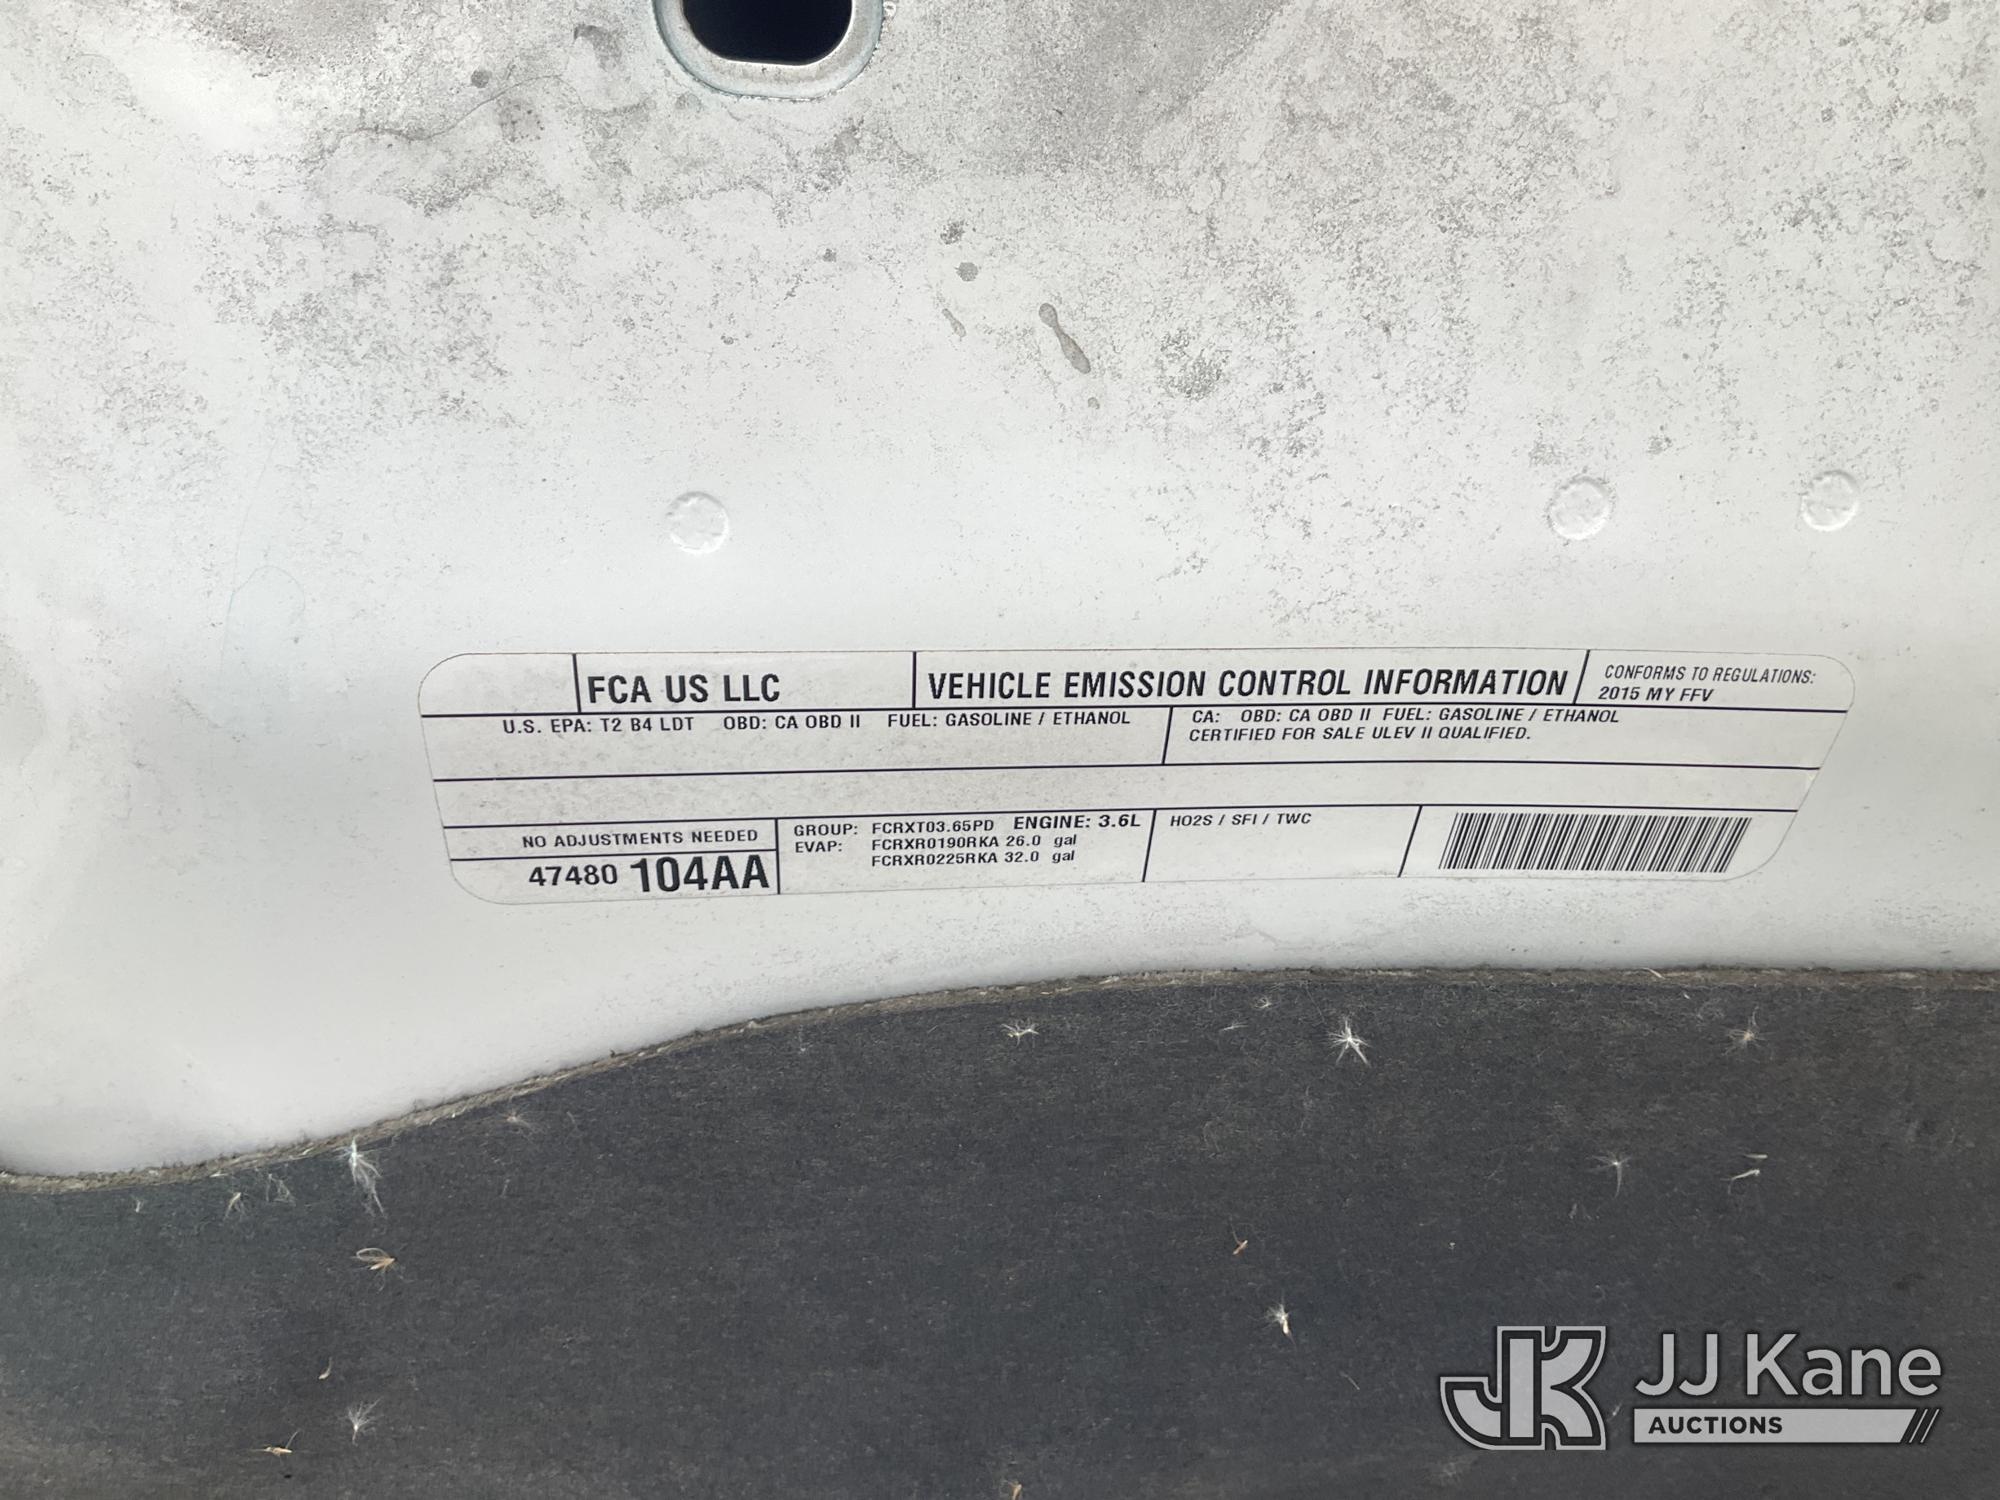 FCA US LLC
VEHICLE EMISSION CONTROL INFORMATION
CONFORMS TO REGULATIONS:
2015 MY FFV
U.S. EPA: T2 B4 LDT OBD: CA OBD II FUEL: GASOLINE / ETHANOL
CA: OBD: CA OBD II FUEL: GASOLINE / ETHANOL
CERTIFIED FOR SALE ULEV II QUALIFIED.
NO ADJUSTMENTS NEEDED
47480 104AA
GROUP: FCRXT03.65PD ENGINE: 3.6L
EVAP: FCRXR0190RKA 26.0 gal
FCRXR0225RKA 32.0 gal
HO2S / SFI / TWC
JK
JJ Kane
AUCTIONS